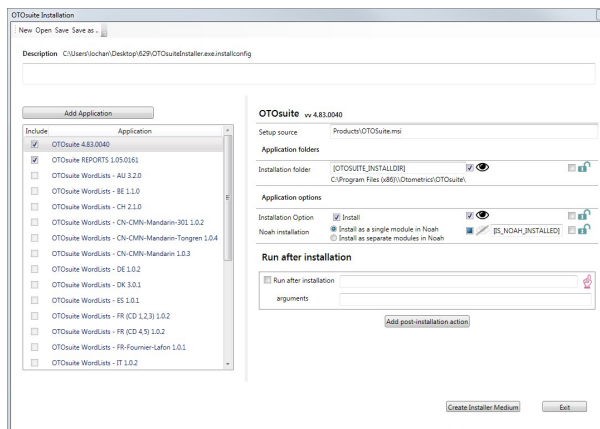 OTOsuite Installation
New Open Save Save as
Description C:\Users\lochan\Desktop\629\OTOsuiteInstaller.exe.installconfig
Add Application
Include Application
OTOsuite 4.83.0040
OTOsuite REPORTS 1.05.0161
OTOsuite WordLists - AU 3.2.0
OTOsuite WordLists - BE 1.1.0
OTOsuite WordLists - CH 2.1.0
OTOsuite WordLists - CN-CMN-Mandarin-301 1.0.2
OTOsuite WordLists - CN-CMN-Mandarin-Tongren 1.0.4
OTOsuite WordLists - CN-CMN-Mandarin 1.0.3
OTOsuite WordLists - DE 1.0.2
OTOsuite WordLists - DK 3.0.1
OTOsuite WordLists - ES 1.0.1
OTOsuite WordLists - FR (CD 1,2,3) 1.0.2
OTOsuite WordLists - FR (CD 4,5) 1.0.2
OTOsuite WordLists - FR-Fournier-Lafon 1.0.1
OTOsuite WordLists - IT 1.0.2
OTOsuite vv 4.83.0040
Setup source Products\OTOSuite.msi
Application folders
Installation folder [OTOSUITE_INSTALLDIR]
C:\Program Files (x86)\\Otometrics\OTOsuite\
Application options
Installation Option Install
Noah installation Install as a single module in Noah [IS_NOAH_INSTALLED]
Install as separate modules in Noah
Run after installation
Run after installation
arguments
Add post-installation action
Create Installer Medium Exit